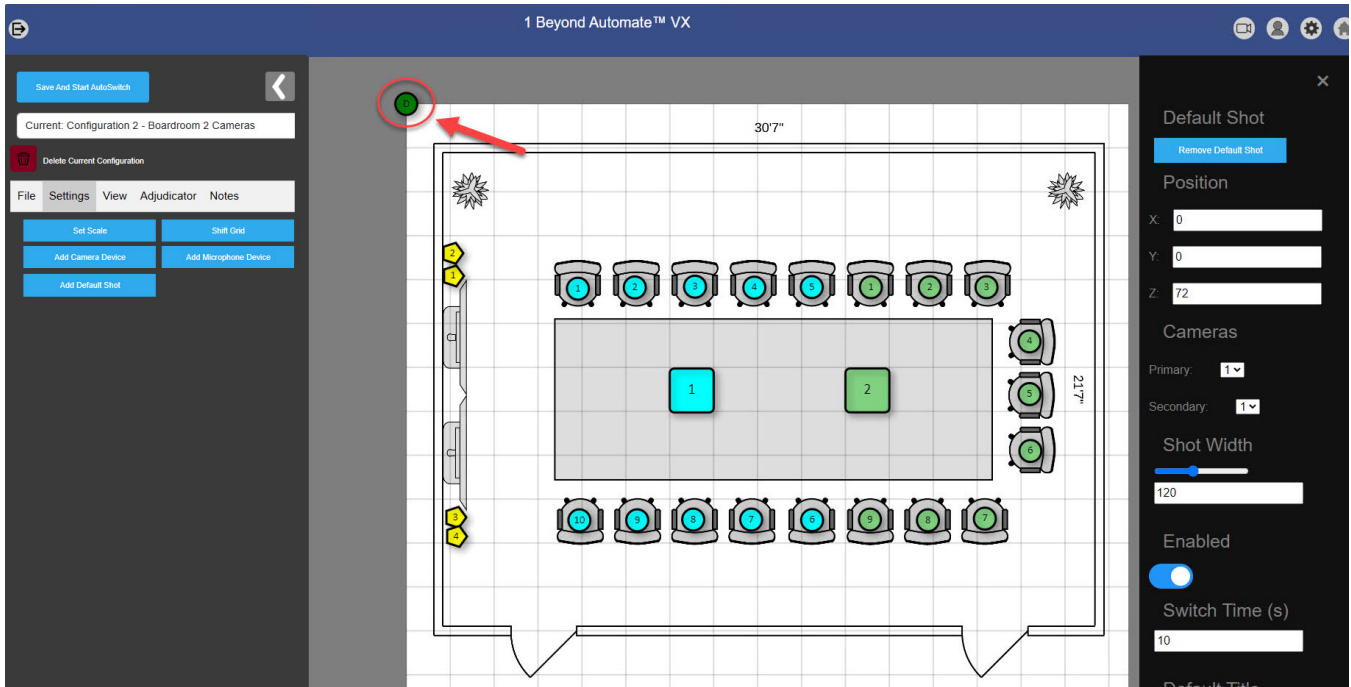 1 Beyond Automate™ VX
Save And Start AutoSwitch
Current: Configuration 2 - Boardroom 2 Cameras
Delete Current Configuration
File Settings View Adjudicator Notes
Set Scale Shift Grid
Add Camera Device Add Microphone Device
Add Default Shot
D
30'7"
2
1
1 2 3 4 5 1 2 3
4
5
6
1 2
21'7"
3
4
10 9 8 7 6 9 8 7
×
Default Shot
Remove Default Shot
Position
X: 0
Y: 0
Z: 72
Cameras
Primary: 1
Secondary: 1
Shot Width
120
Enabled
Switch Time (s)
10
Default Title